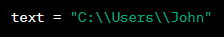 text = "C:\\Users\\John"